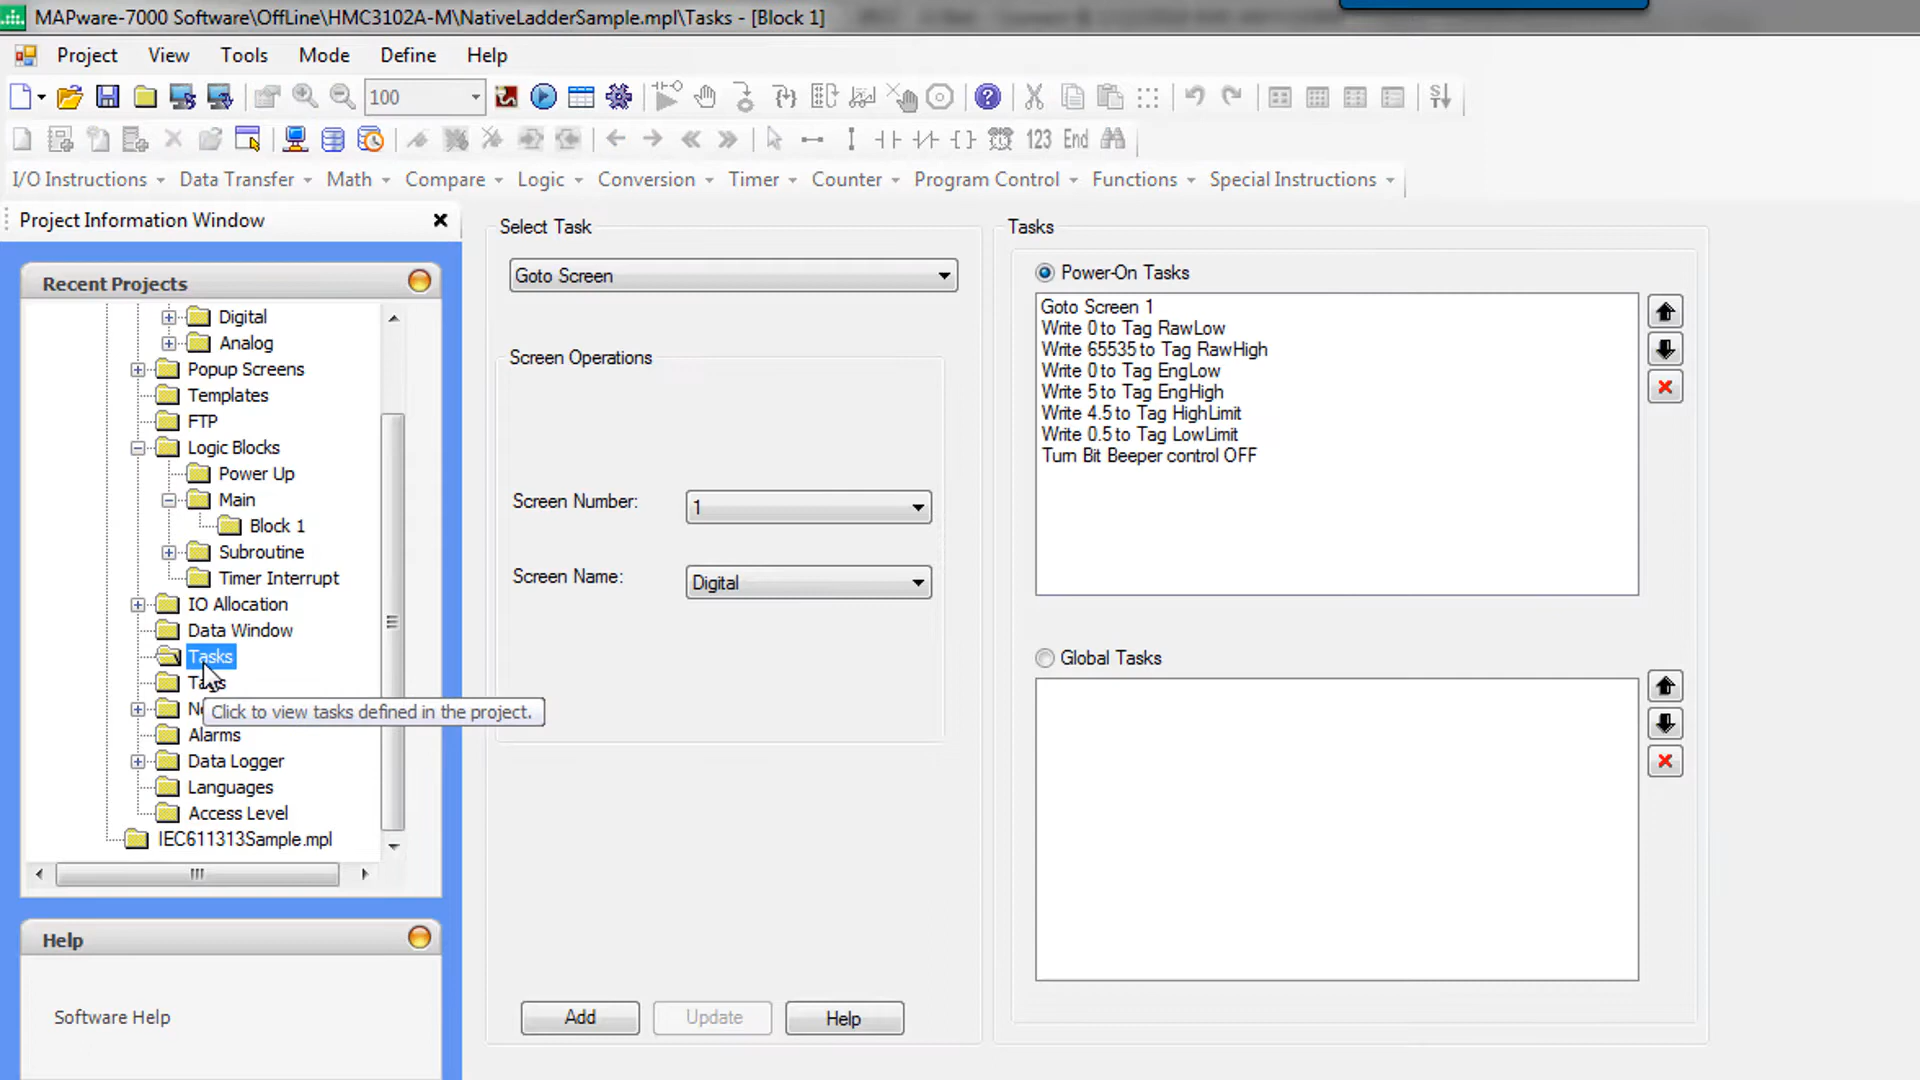 MAPware-7000 Software\OffLine\HMC3102A-M\NativeLadderSample.mpl\Tasks - [Block 1]
Project View Tools Mode Define Help
100
123 End
I/O Instructions Data Transfer Math Compare Logic Conversion Timer Counter Program Control Functions Special Instructions
Project Information Window
Recent Projects
Digital
Analog
Popup Screens
Templates
FTP
Logic Blocks
Power Up
Main
Block 1
Subroutine
Timer Interrupt
IO Allocation
Data Window
Tasks
Click to view tasks defined in the project.
Alarms
Data Logger
Languages
Access Level
IEC611313Sample.mpl
Help
Software Help
Select Task
Goto Screen
Screen Operations
Screen Number: 1
Screen Name: Digital
Add Update Help
Tasks
Power-On Tasks
Goto Screen 1
Write 0 to Tag RawLow
Write 65535 to Tag RawHigh
Write 0 to Tag EngLow
Write 5 to Tag EngHigh
Write 4.5 to Tag HighLimit
Write 0.5 to Tag LowLimit
Turn Bit Beeper control OFF
Global Tasks